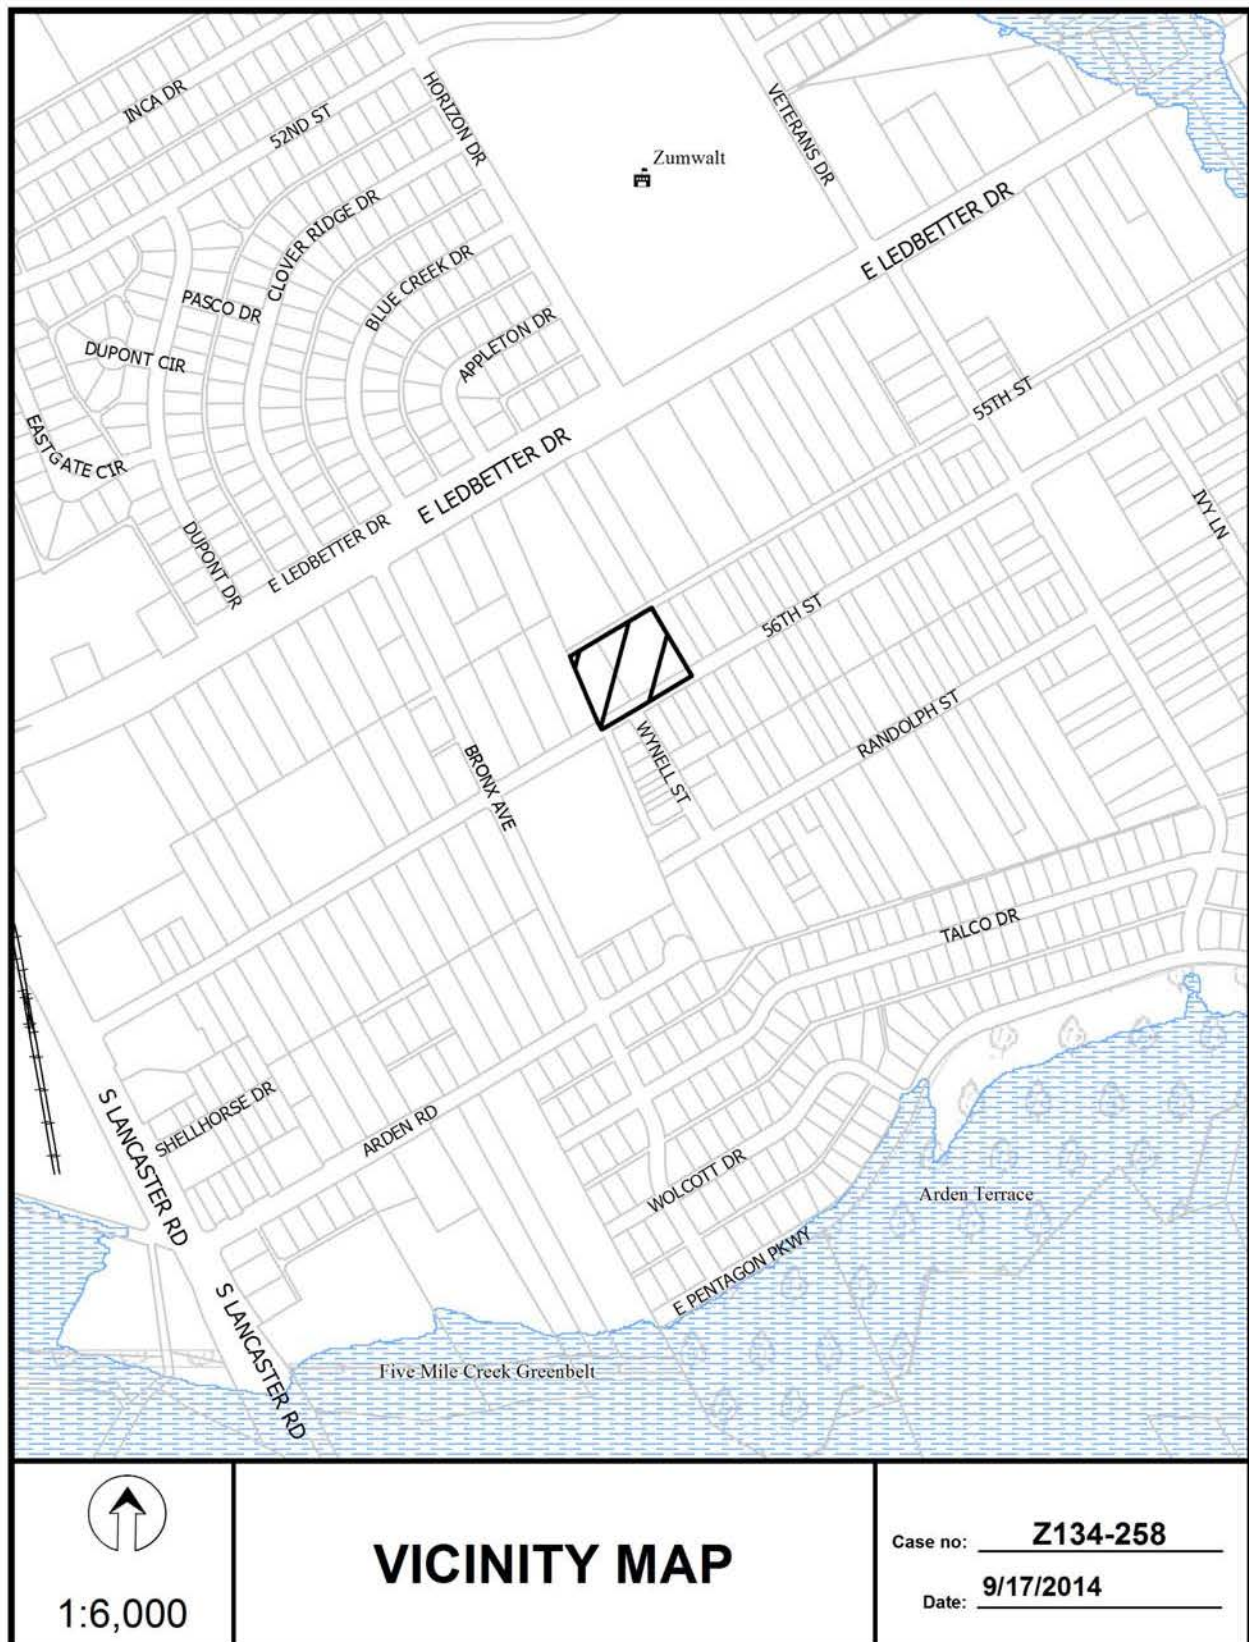 INCA DR
52ND ST
HORIZON DR
VETERANS DR
Zumwalt
CLOVER RIDGE DR
E LEDBETTER DR
BLUE CREEK DR
PASCO DR
DUPONT CIR
APPLETON DR
55TH ST
EASTGATE CIR
E LEDBETTER DR
IVY LN
DUPONT DR
E LEDBETTER DR
56TH ST
RANDOLPH ST
WYNELL ST
BRONX AVE
TALCO DR
SHELLHORSE DR
ARDEN RD
S LANCASTER RD
WOLCOTT DR
Arden Terrace
E PENTAGON PKWY
S LANCASTER RD
Five Mile Creek Greenbelt
1:6,000
VICINITY MAP
Case no: Z134-258
Date: 9/17/2014